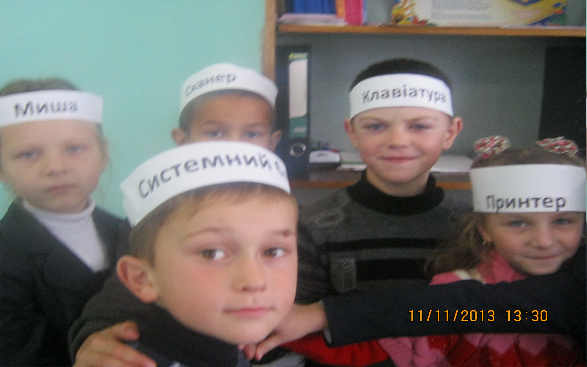 Миша
Сканер
Клавіатура
Системний
Принтер
11/11/2013 13:30